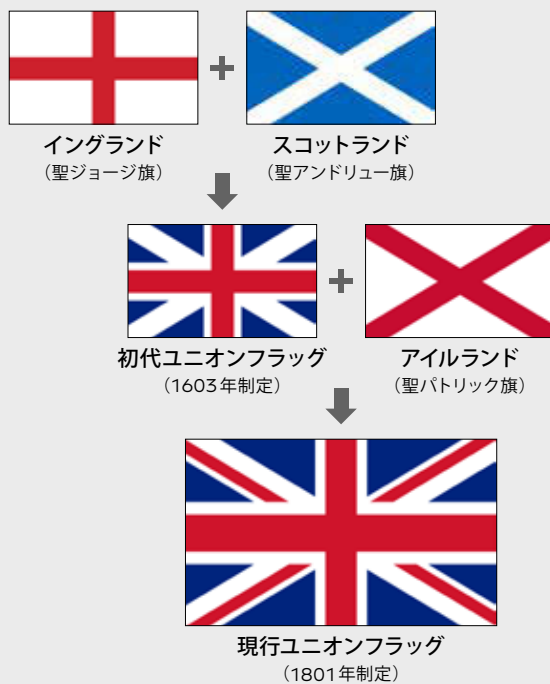 イングランド
（聖ジョージ旗）
スコットランド
（聖アンドリュー旗）
初代ユニオンフラッグ
（1603年制定）
アイルランド
（聖パトリック旗）
現行ユニオンフラッグ
（1801年制定）